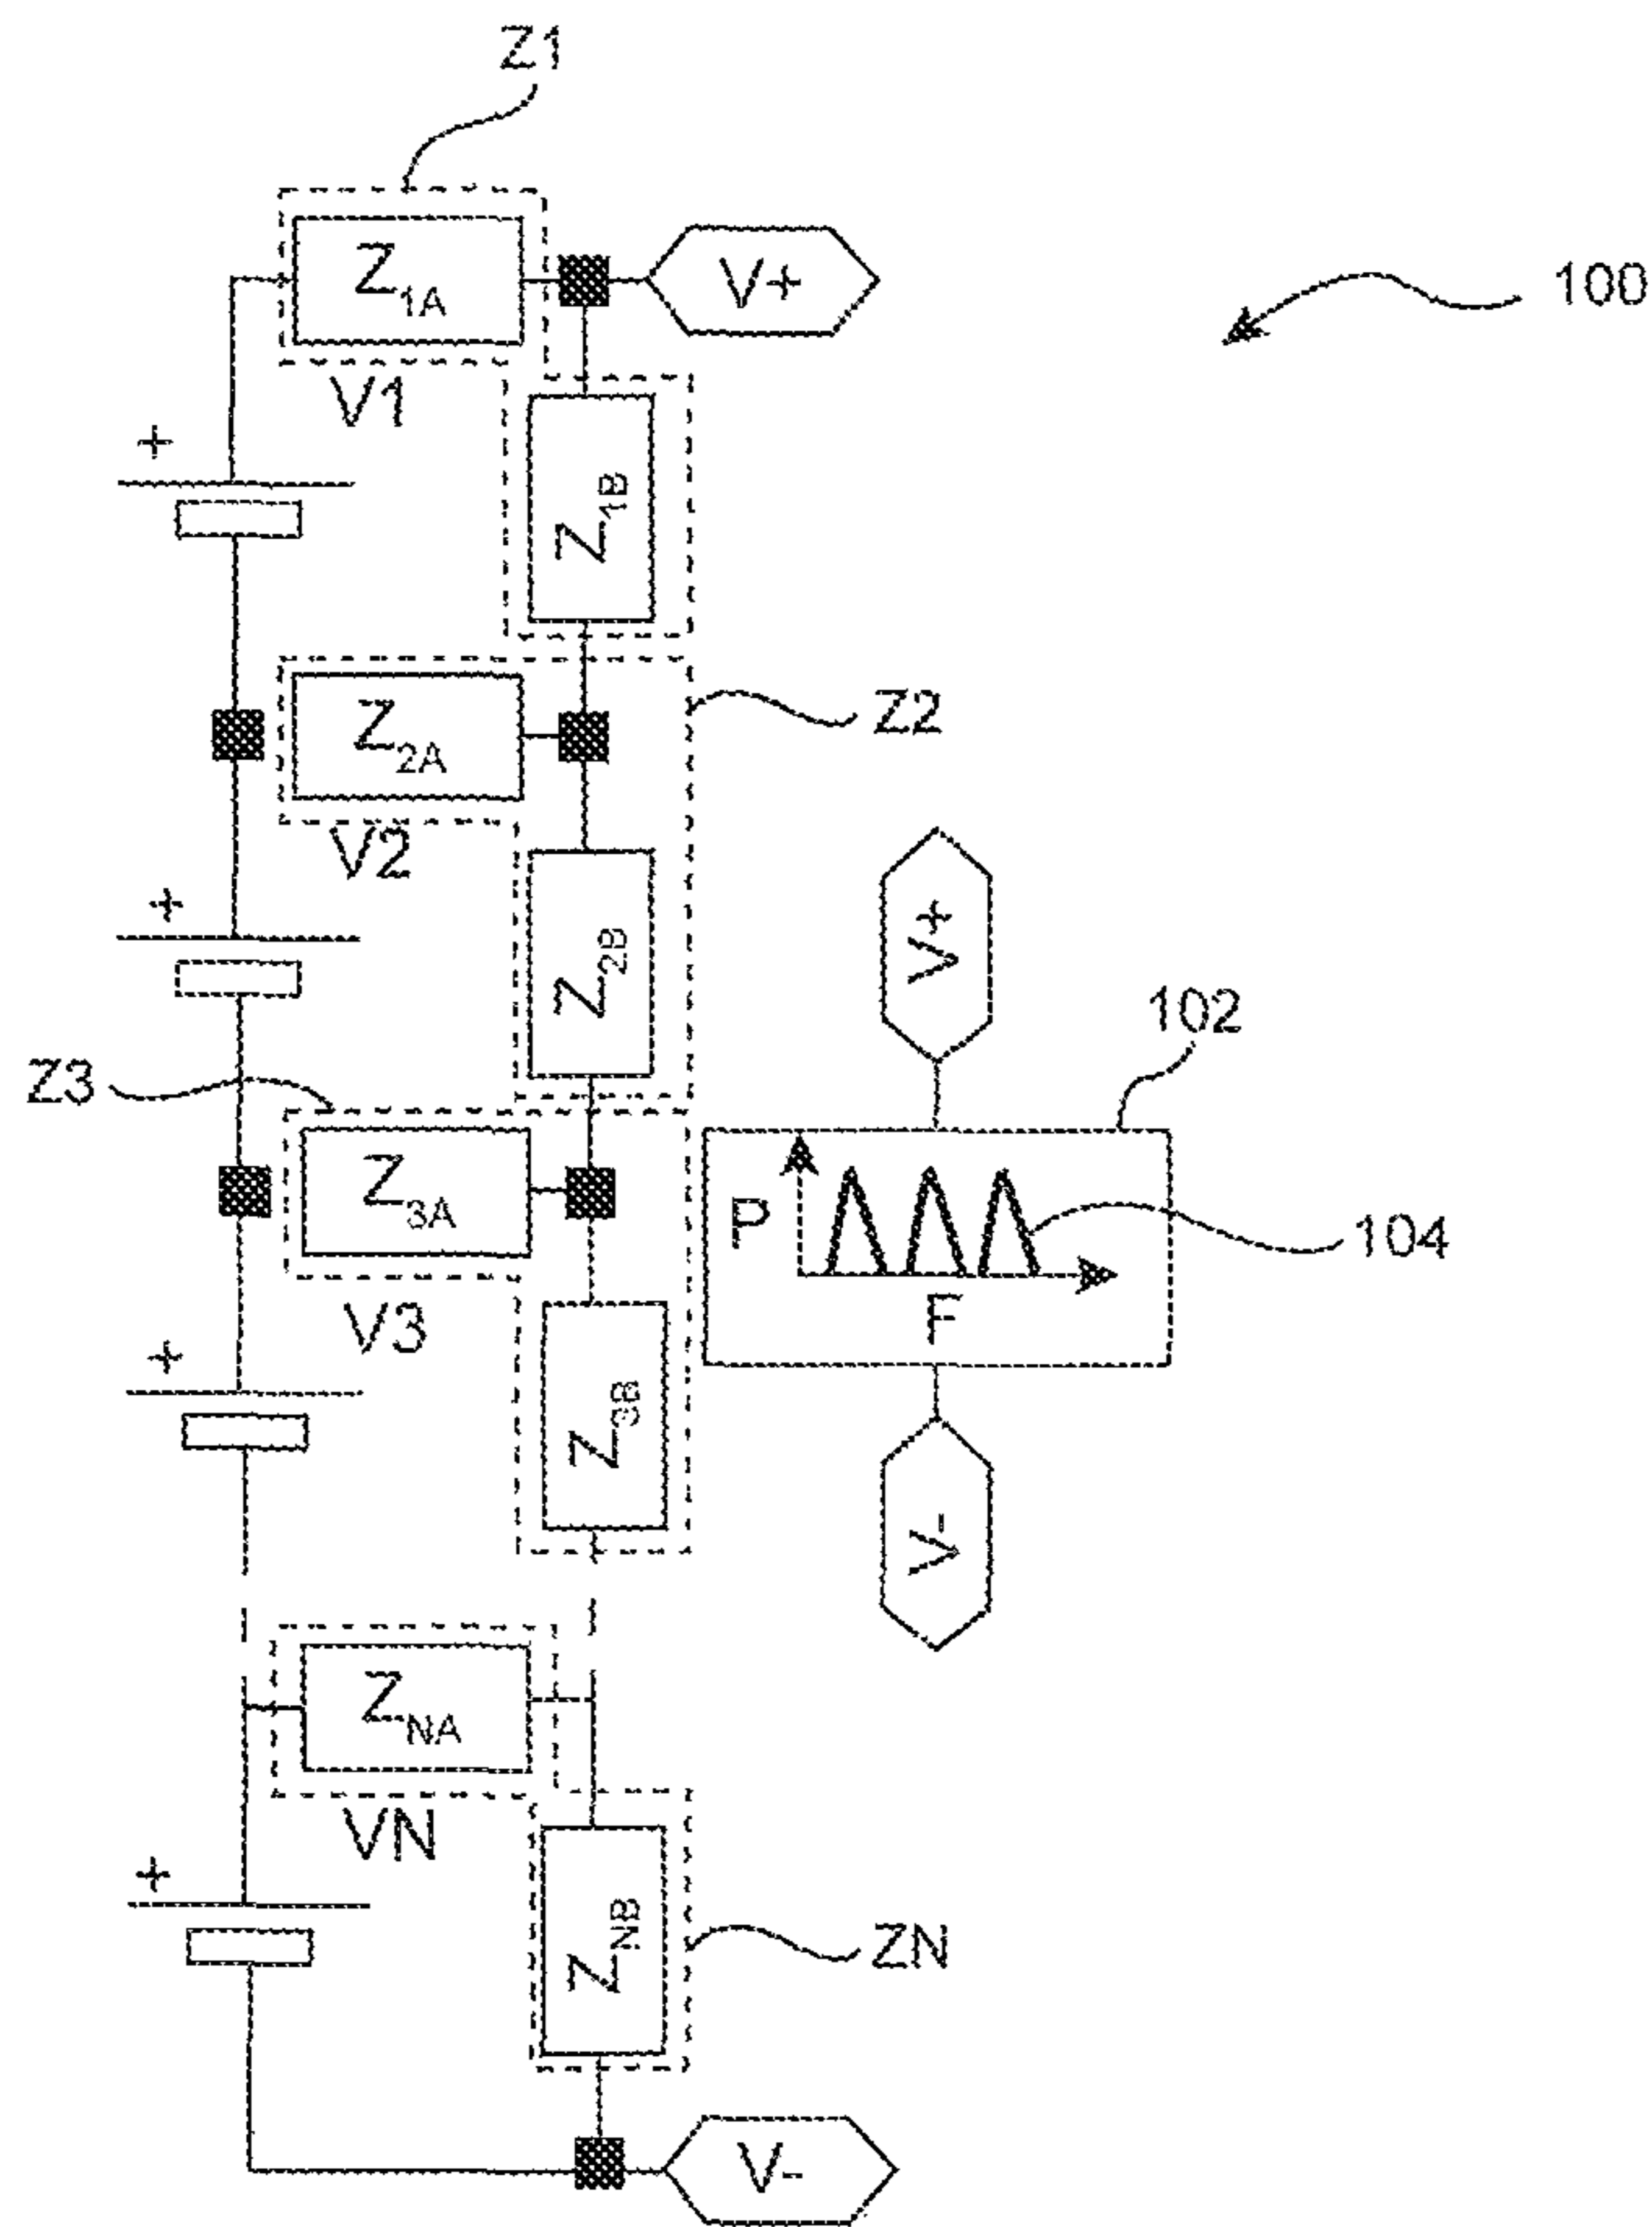 Z1
Z1A
V+
100
V1
+
Z1B
Z2A
Z2
V2
+
V+
Z2B
102
Z3
Z3A
P
104
F
V3
+
Z3B
V-
ZNA
VN
+
ZNB
ZN
V-